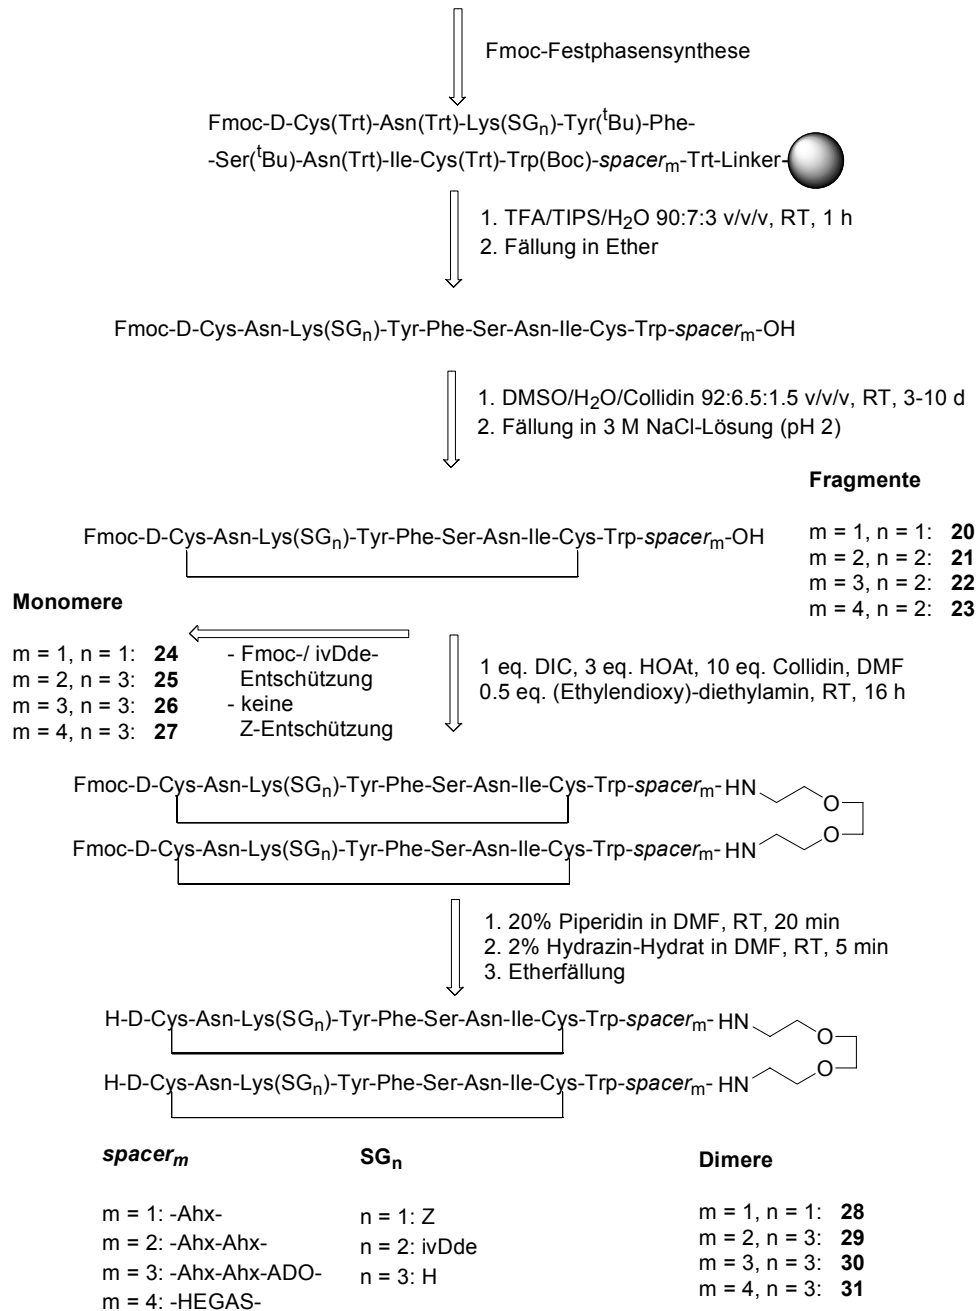 Fmoc-Festphasensynthese
Fmoc-D-Cys(Trt)-Asn(Trt)-Lys(SGn)-Tyr(tBu)-Phe-
-Ser(tBu)-Asn(Trt)-Ile-Cys(Trt)-Trp(Boc)-spacerm-Trt-Linker-
1. TFA/TIPS/H2O 90:7:3 v/v/v, RT, 1 h
2. Fällung in Ether
Fmoc-D-Cys-Asn-Lys(SGn)-Tyr-Phe-Ser-Asn-Ile-Cys-Trp-spacerm-OH
1. DMSO/H2O/Collidin 92:6.5:1.5 v/v/v, RT, 3-10 d
2. Fällung in 3 M NaCl-Lösung (pH 2)
Fragmente
m = 1, n = 1: 20
m = 2, n = 2: 21
m = 3, n = 2: 22
m = 4, n = 2: 23
Fmoc-D-Cys-Asn-Lys(SGn)-Tyr-Phe-Ser-Asn-Ile-Cys-Trp-spacerm-OH
Monomere
m = 1, n = 1: 24
m = 2, n = 3: 25
m = 3, n = 3: 26
m = 4, n = 3: 27
- Fmoc-/ ivDde-
Entschützung
- keine
Z-Entschützung
1 eq. DIC, 3 eq. HOAt, 10 eq. Collidin, DMF
0.5 eq. (Ethylendioxy)-diethylamin, RT, 16 h
Fmoc-D-Cys-Asn-Lys(SGn)-Tyr-Phe-Ser-Asn-Ile-Cys-Trp-spacerm- HN
O
O
Fmoc-D-Cys-Asn-Lys(SGn)-Tyr-Phe-Ser-Asn-Ile-Cys-Trp-spacerm- HN
1. 20% Piperidin in DMF, RT, 20 min
2. 2% Hydrazin-Hydrat in DMF, RT, 5 min
3. Etherfällung
H-D-Cys-Asn-Lys(SGn)-Tyr-Phe-Ser-Asn-Ile-Cys-Trp-spacerm- HN
O
O
H-D-Cys-Asn-Lys(SGn)-Tyr-Phe-Ser-Asn-Ile-Cys-Trp-spacerm- HN
spacerm
m = 1: -Ahx-
m = 2: -Ahx-Ahx-
m = 3: -Ahx-Ahx-ADO-
m = 4: -HEGAS-
SGn
n = 1: Z
n = 2: ivDde
n = 3: H
Dimere
m = 1, n = 1: 28
m = 2, n = 3: 29
m = 3, n = 3: 30
m = 4, n = 3: 31